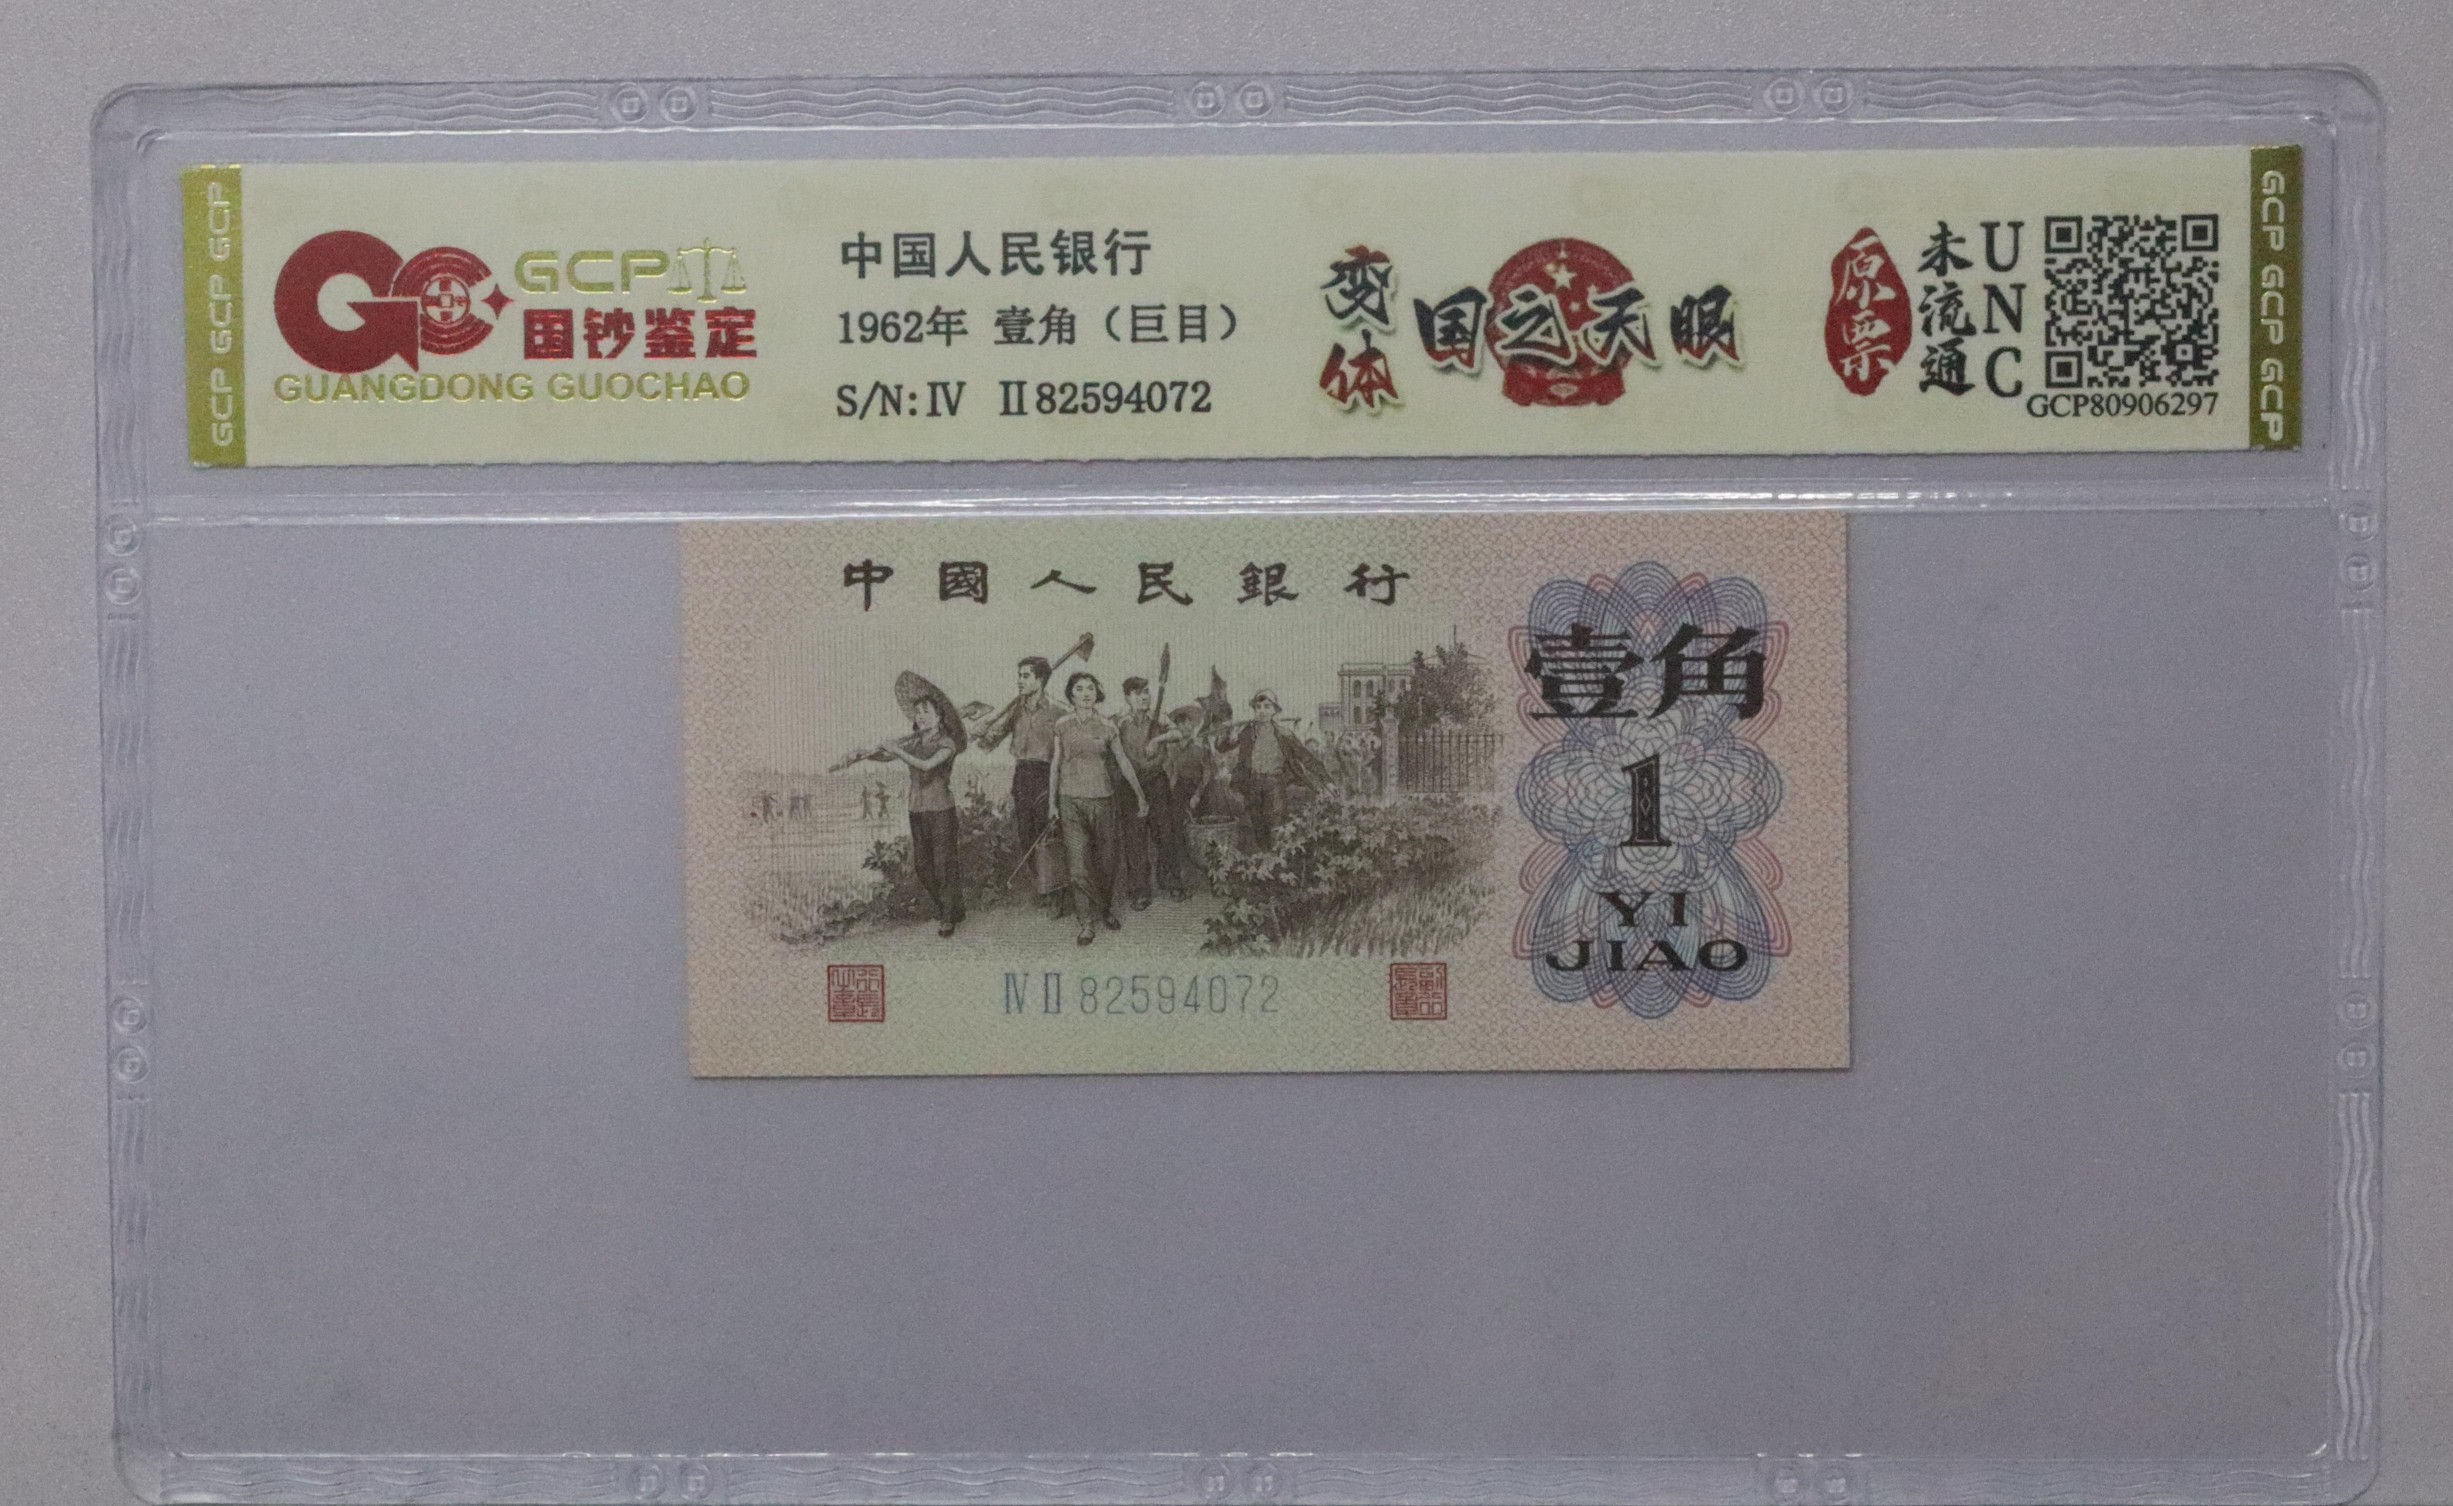 GCP GCP GCP
GCP
国钞鉴定
GUANGDONG GUOCHAO
中国人民银行
1962年 壹角（巨目）
S/N: IV II82594072
变体
国之天眼
原票
未流通
UNC
GCP80906297
GCP GCP GCP
中國人民銀行
壹角
1
YI
JIAO
IV II 82594072